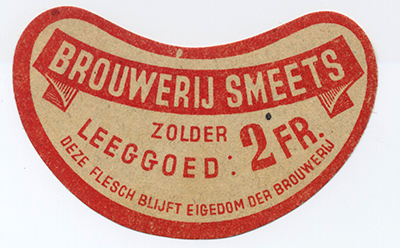 BROUWERIJ SMEETS
ZOLDER
LEEGGOED: 2 FR.
DEZE FLESCH BLIJFT EIGEDOM DER BROUWERIJ